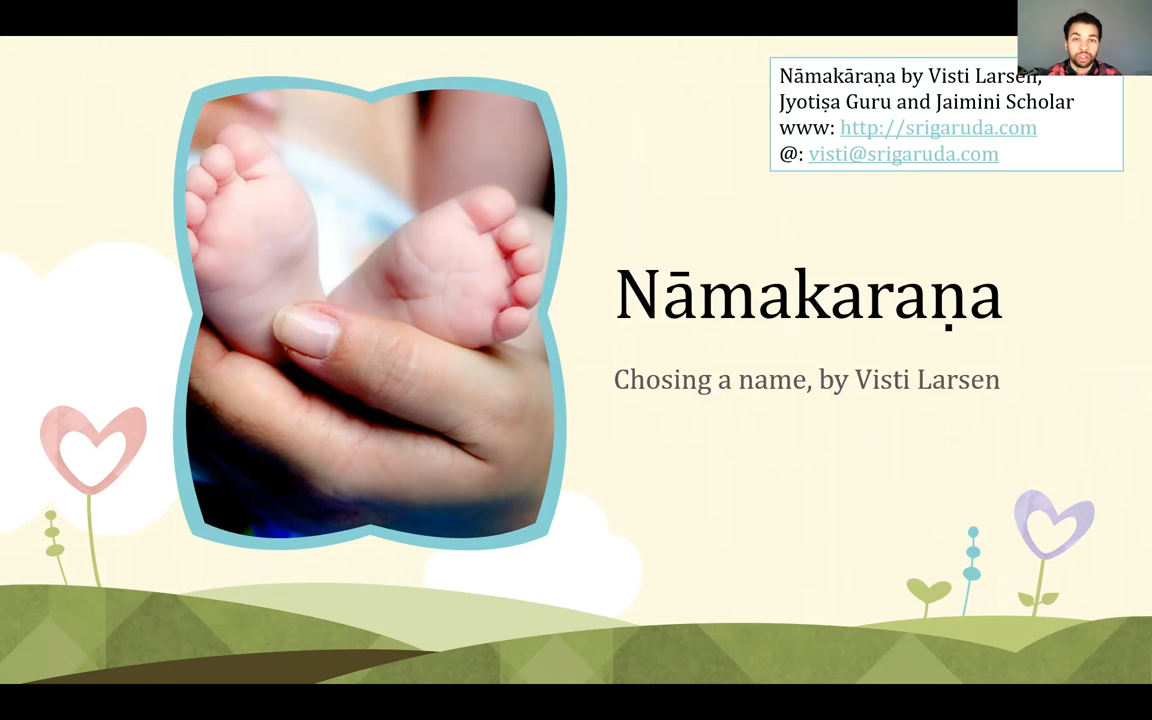 Nāmakāraṇa by Visti Larsen,
Jyotiṣa Guru and Jaimini Scholar
www: http://srigaruda.com
@: visti@srigaruda.com
Nāmakaraṇa
Chosing a name, by Visti Larsen